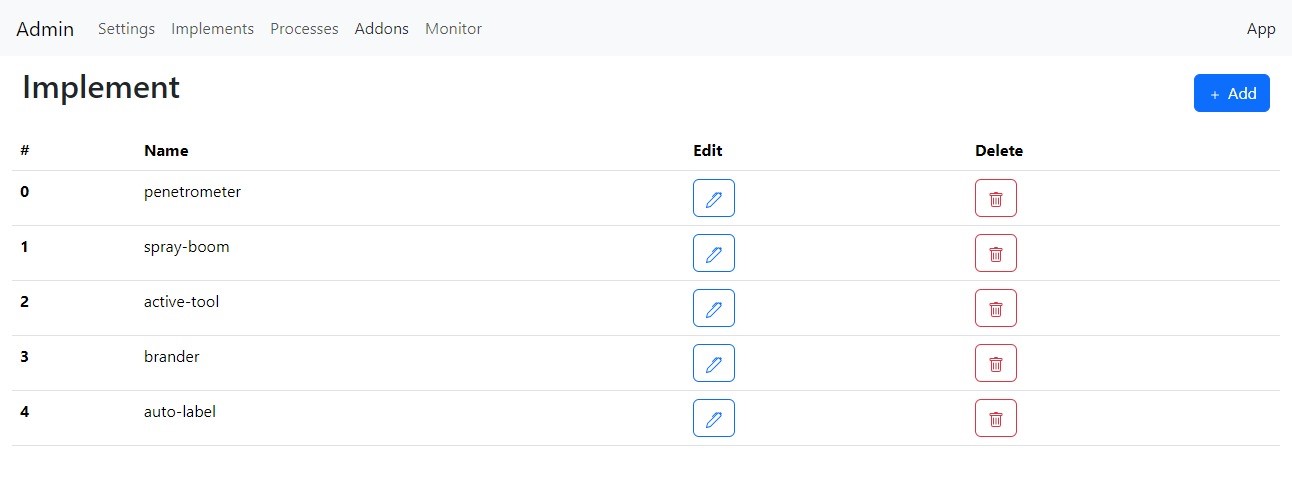 Admin Settings Implements Processes Addons Monitor App
Implement
+ Add
# Name Edit Delete
0 penetrometer
1 spray-boom
2 active-tool
3 brander
4 auto-label